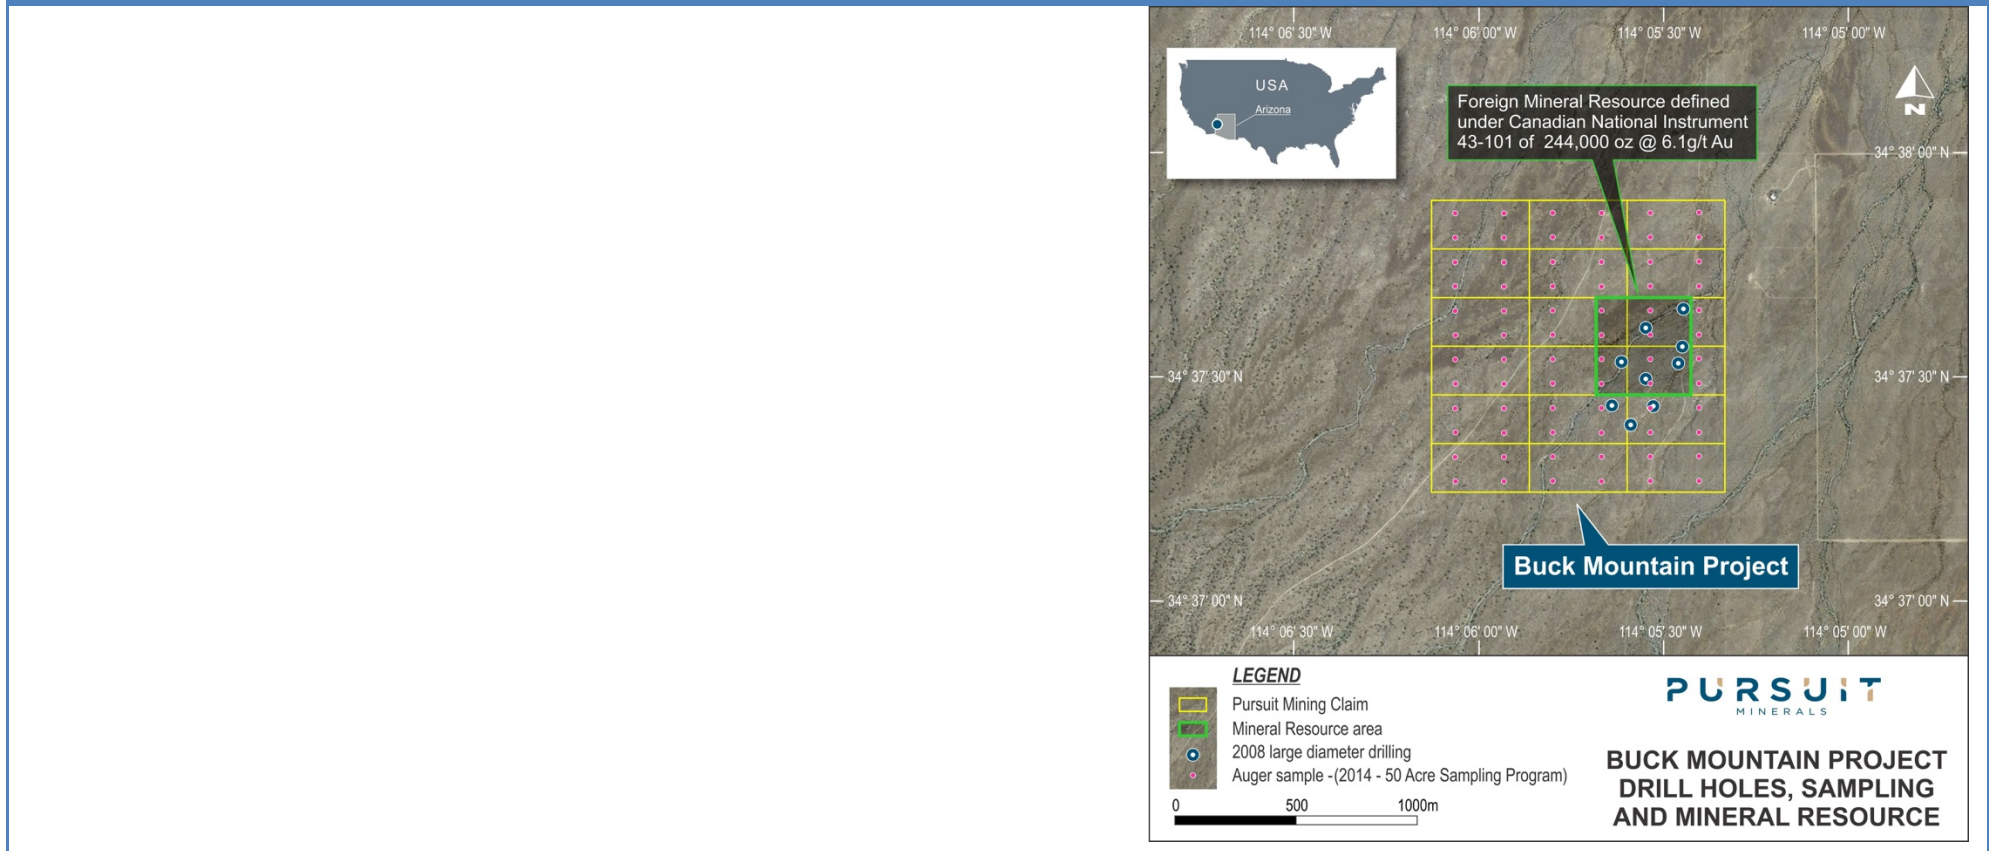 114° 06' 30" W
114° 06' 00" W
114° 05' 30" W
114° 05' 00" W
USA
Arizona
Foreign Mineral Resource defined
under Canadian National Instrument
43-101 of 244,000 oz @ 6.1g/t Au
N
34° 38' 00" N
34° 37' 30" N
34° 37' 30" N
Buck Mountain Project
34° 37' 00" N
34° 37' 00" N
114° 06' 30" W
114° 06' 00" W
114° 05' 30" W
114° 05' 00" W
LEGEND
Pursuit Mining Claim
Mineral Resource area
2008 large diameter drilling
Auger sample -(2014 - 50 Acre Sampling Program)
0 500 1000m
PURSUIT
MINERALS
BUCK MOUNTAIN PROJECT
DRILL HOLES, SAMPLING
AND MINERAL RESOURCE